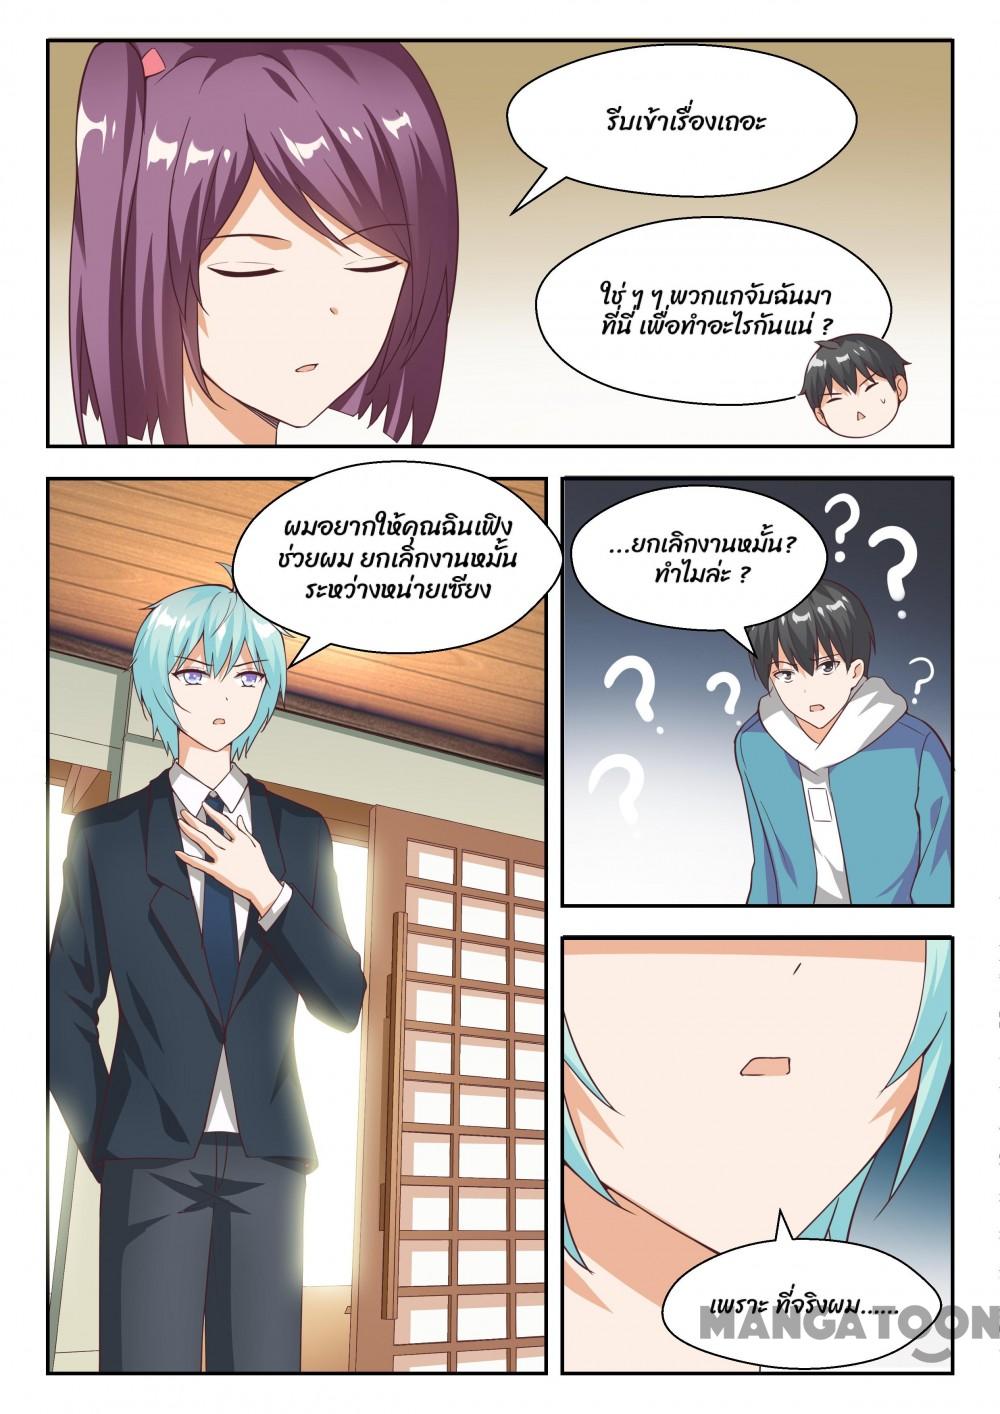 รีบเข้าเรื่องเถอะ
ใช่ ๆ ๆ พวกแกจับฉันมา
ที่นี่ เพื่อทำอะไรกันแน่ ?
ผมอยากให้คุณฉินเฟิง
ช่วยผม ยกเลิกงานหมั้น
ระหว่างหน่ายเซียง
...ยกเลิกงานหมั้น?
ทำไมล่ะ ?
? ? ? ? ? ?
เพราะ ที่จริงผม......
MANGATOON